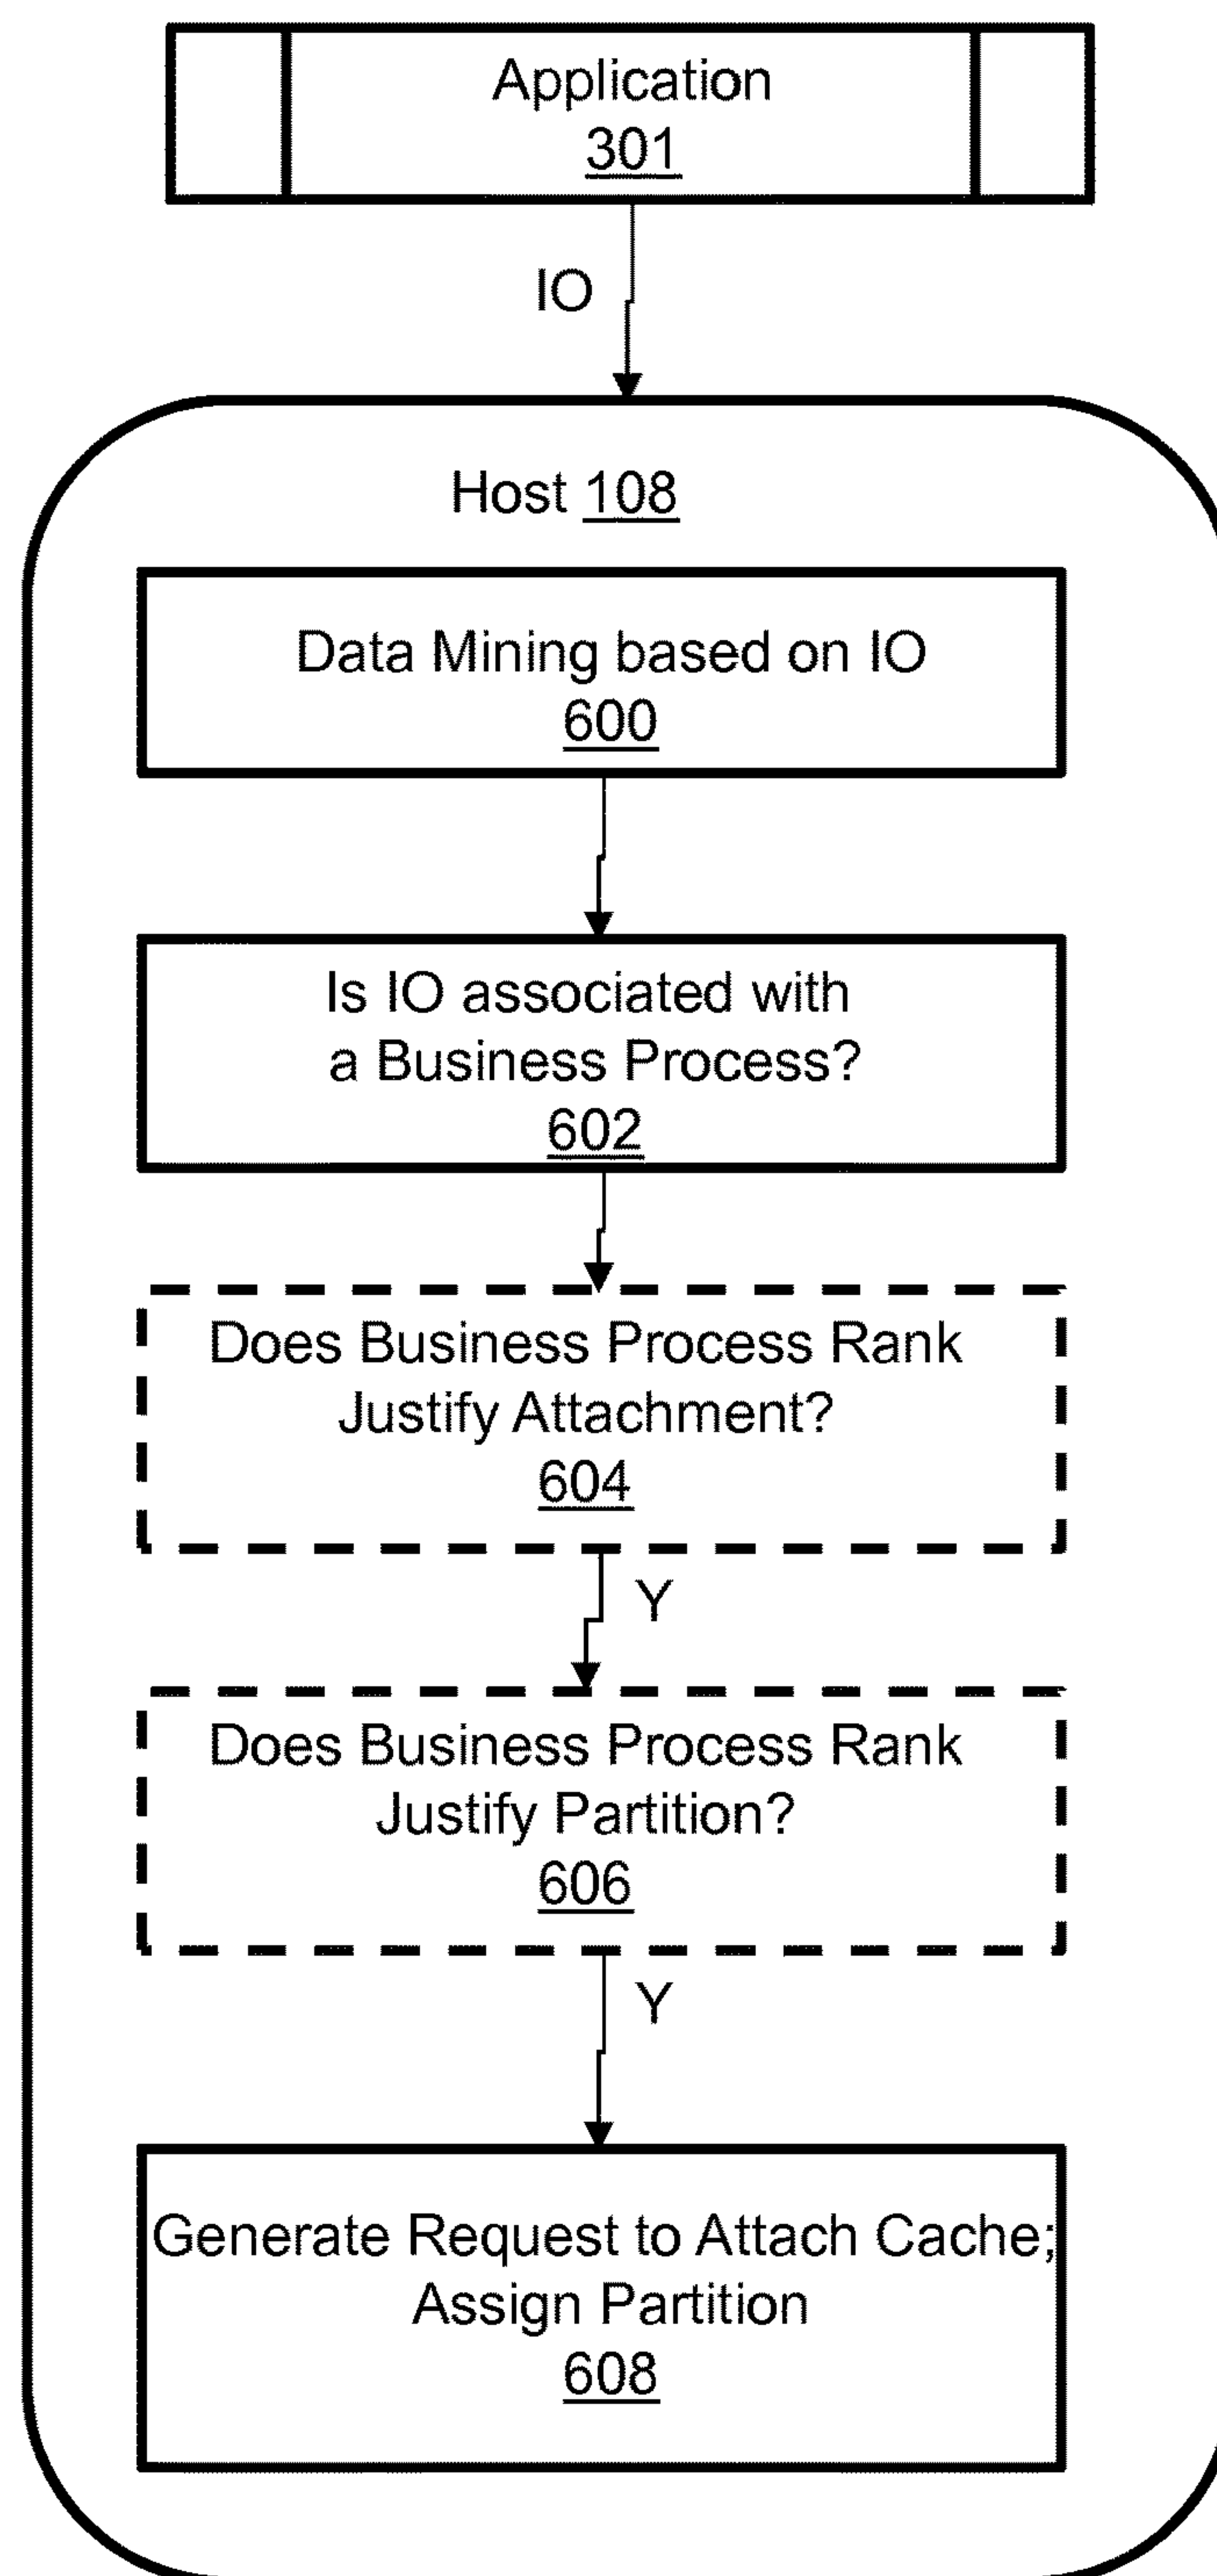 Application
301
IO
Host 108
Data Mining based on IO
600
Is IO associated with
a Business Process?
602
Does Business Process Rank
Justify Attachment?
604
Y
Does Business Process Rank
Justify Partition?
606
Y
Generate Request to Attach Cache;
Assign Partition
608